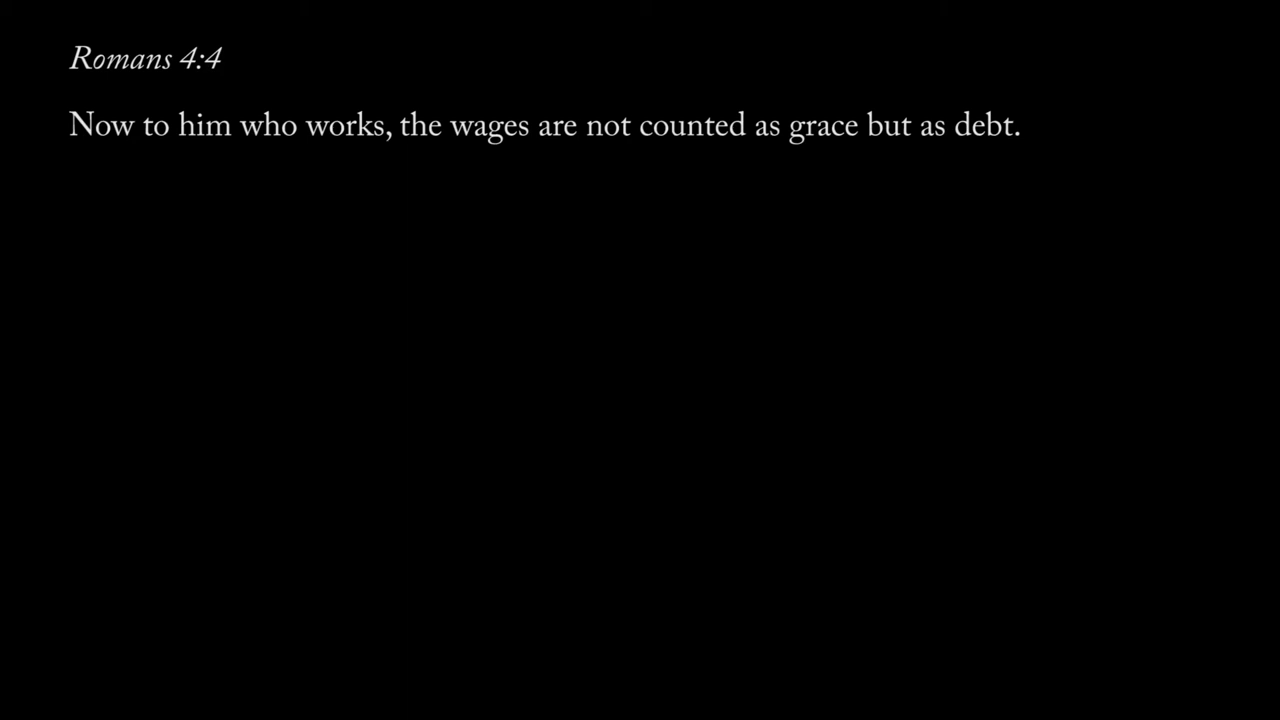 Romans 4:4
Now to him who works, the wages are not counted as grace but as debt.